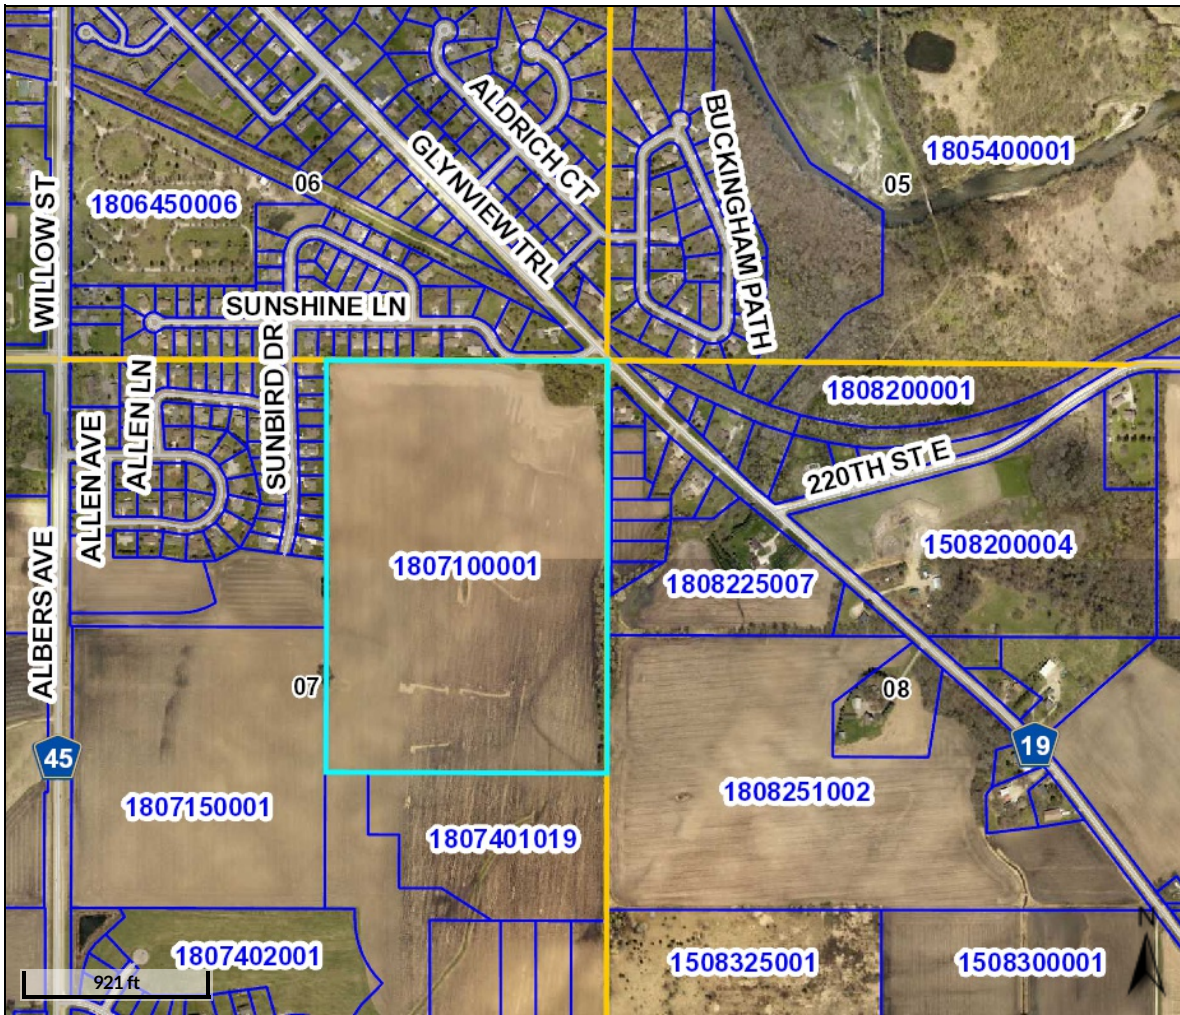 ALDRICH CT
BUCKINGHAM PATH
GLYNVIEW TRL
1805400001
06
05
1806450006
WILLOW ST
SUNSHINE LN
SUNBIRD DR
ALLEN LN
1808200001
ALLEN AVE
220TH ST E
1508200004
1807100001
1808225007
ALBERS AVE
07
08
19
45
1808251002
1807150001
1807401019
N
1807402001
1508325001
1508300001
921 ft